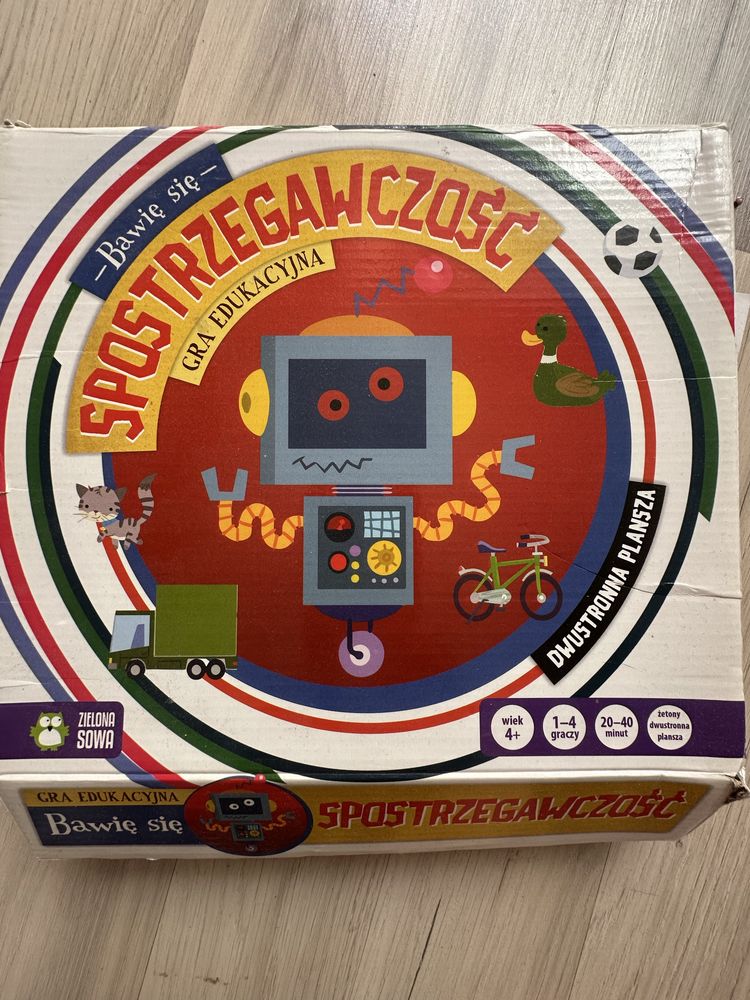 – Bawię się –
SPOSTRZEGAWCZOŚĆ
GRA EDUKACYJNA
DWUSTRONNA PLANSZA
ZIELONA
SOWA
wiek
4+
1–4
graczy
20–40
minut
żetony
dwustronna
plansza
GRA EDUKACYJNA
Bawię się
SPOSTRZEGAWCZOŚĆ